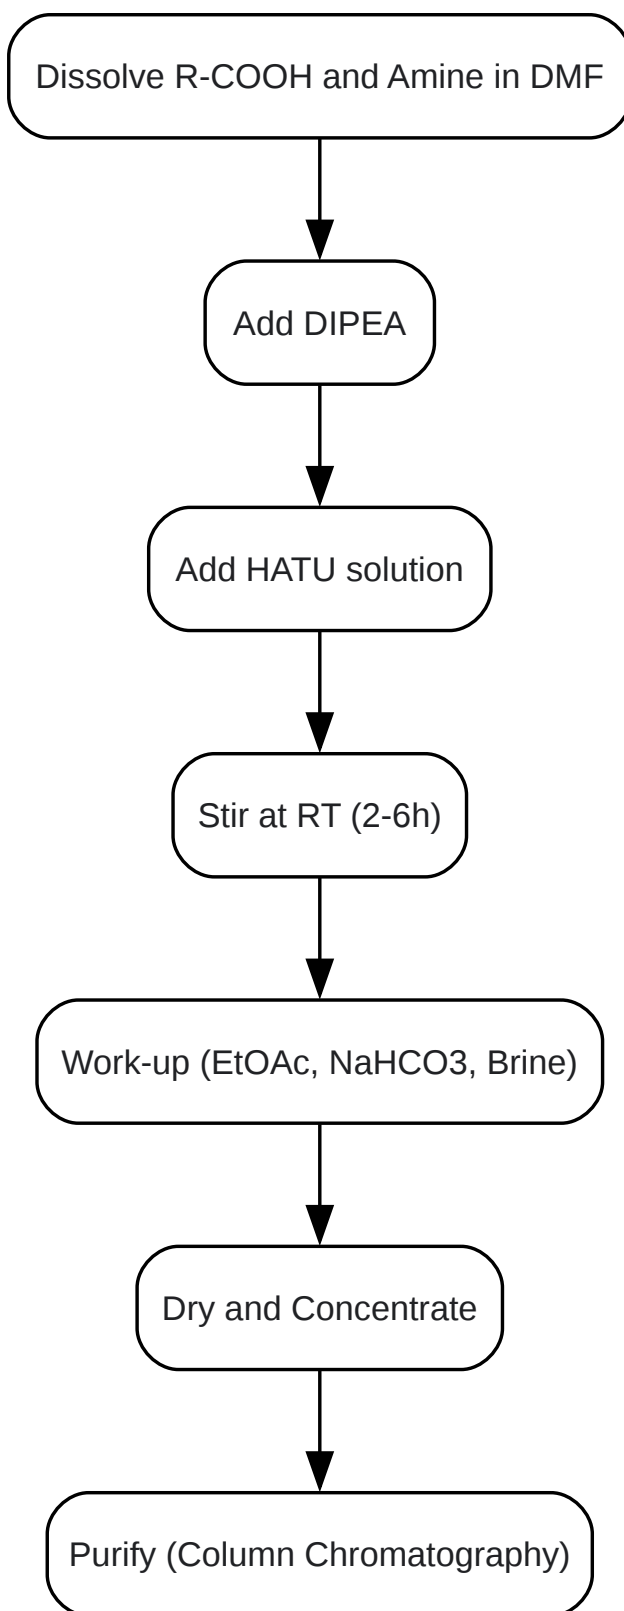 Dissolve R-COOH and Amine in DMF
Add DIPEA
Add HATU solution
Stir at RT (2-6h)
Work-up (EtOAc, NaHCO3, Brine)
Dry and Concentrate
Purify (Column Chromatography)